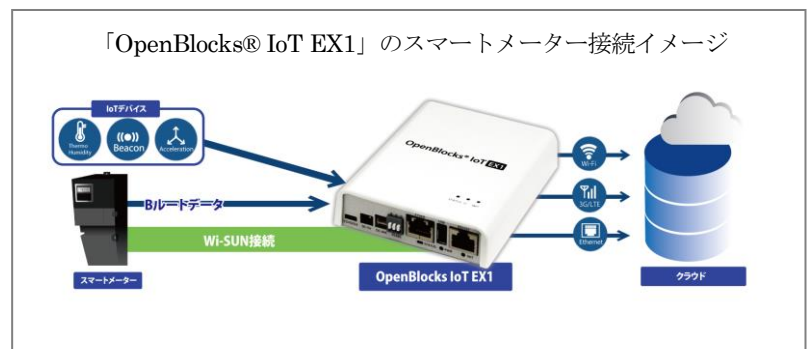 「OpenBlocks® IoT EX1」のスマートメーター接続イメージ
IoTデバイス
Thermo
Humidity
Beacon
Acceleration
OpenBlocks® IoT EX1
Wi-Fi
3G/LTE
Ethernet
Bルートデータ
Wi-SUN接続
スマートメーター
OpenBlocks IoT EX1
クラウド